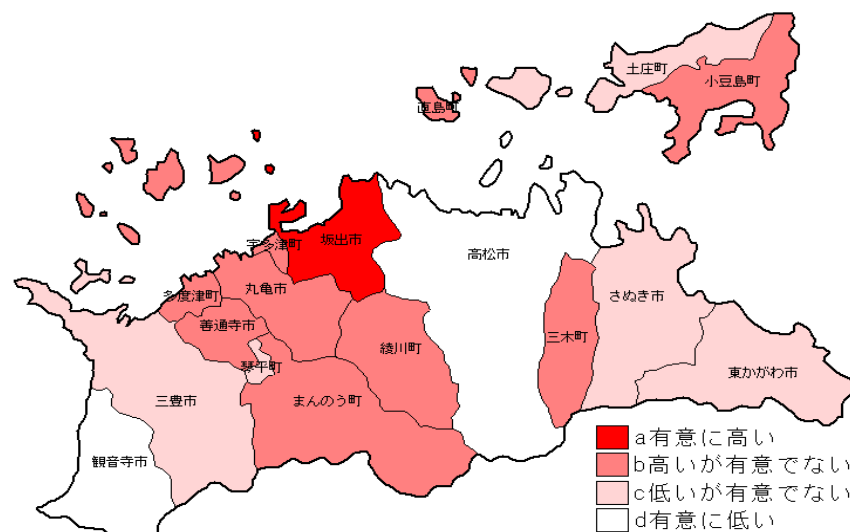 土庄町
小豆島町
直島町
宇多津町
坂出市
高松市
多度津町
丸亀市
さぬき市
善通寺市
三木町
綾川町
琴平町
東かがわ市
三豊市
まんのう町
観音寺市
a有意に高い
b高いが有意でない
c低いが有意でない
d有意に低い